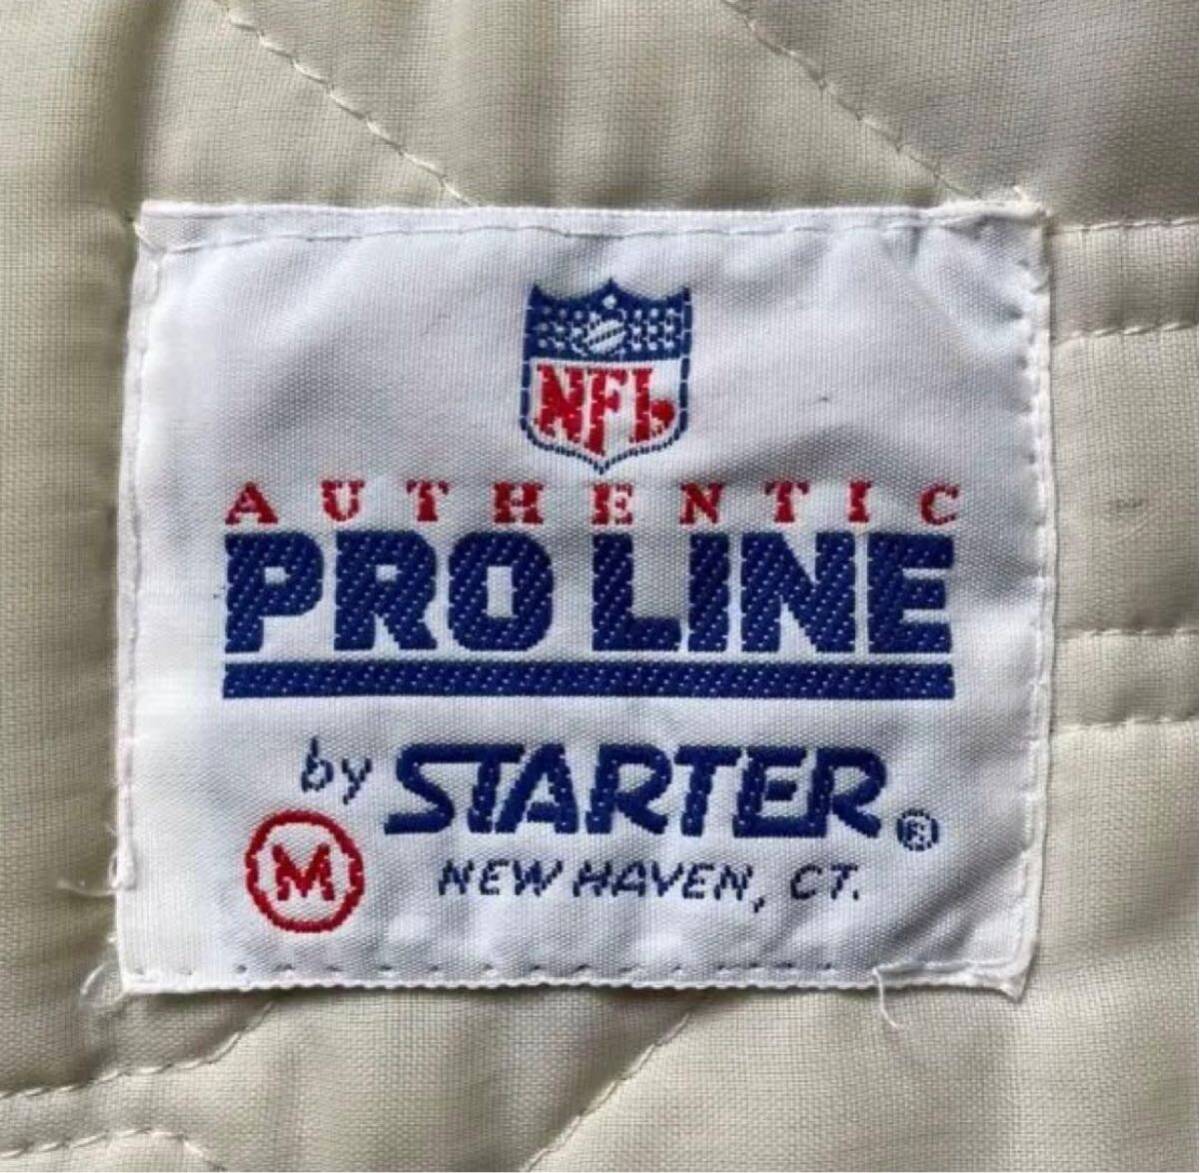 NFL
AUTHENTIC
PRO LINE
by STARTER®
M
NEW HAVEN, CT.